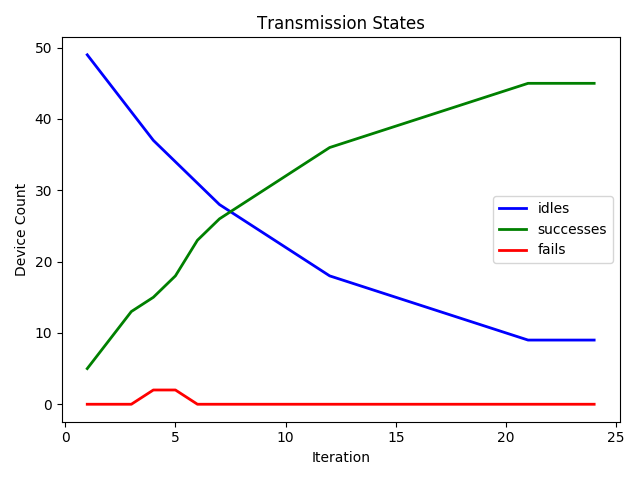 Transmission States
Device Count
50
40
30
20
10
0
idles
successes
fails
0 5 10 15 20 25
Iteration